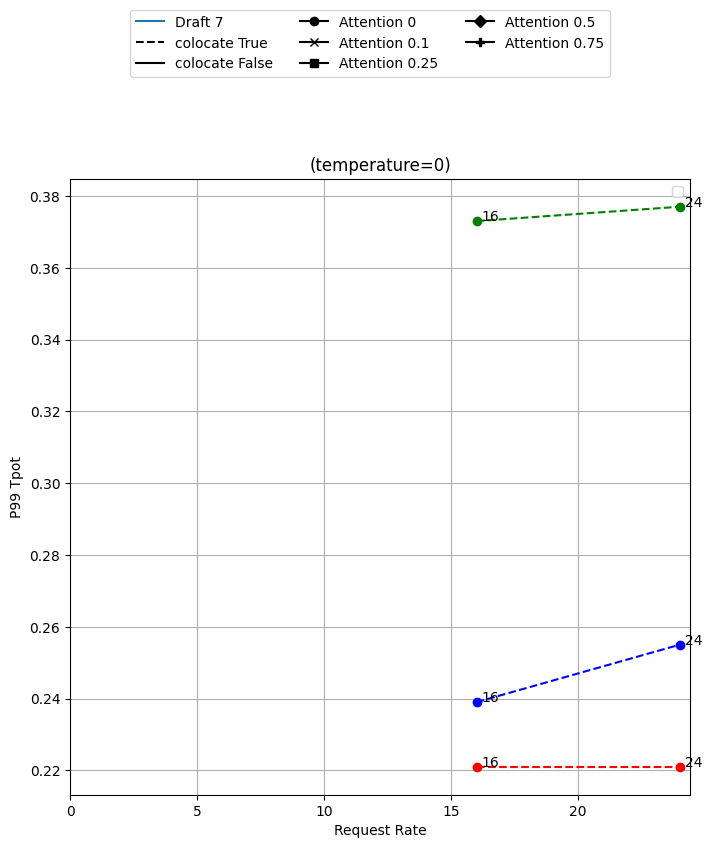 Draft 7
colocate True
colocate False
Attention 0
Attention 0.1
Attention 0.25
Attention 0.5
Attention 0.75
(temperature=0)
P99 Tpot
0.38
0.36
0.34
0.32
0.30
0.28
0.26
0.24
0.22
16
24
16
24
16
24
0
5
10
15
20
Request Rate